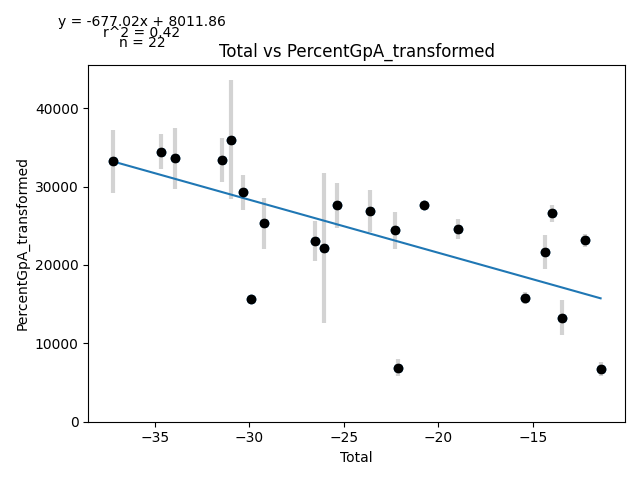 y = -677.02x + 8011.86
r^2 = 0.42
n = 22
Total vs PercentGpA_transformed
PercentGpA_transformed
40000
30000
20000
10000
0
−35
−30
−25
−20
−15
Total